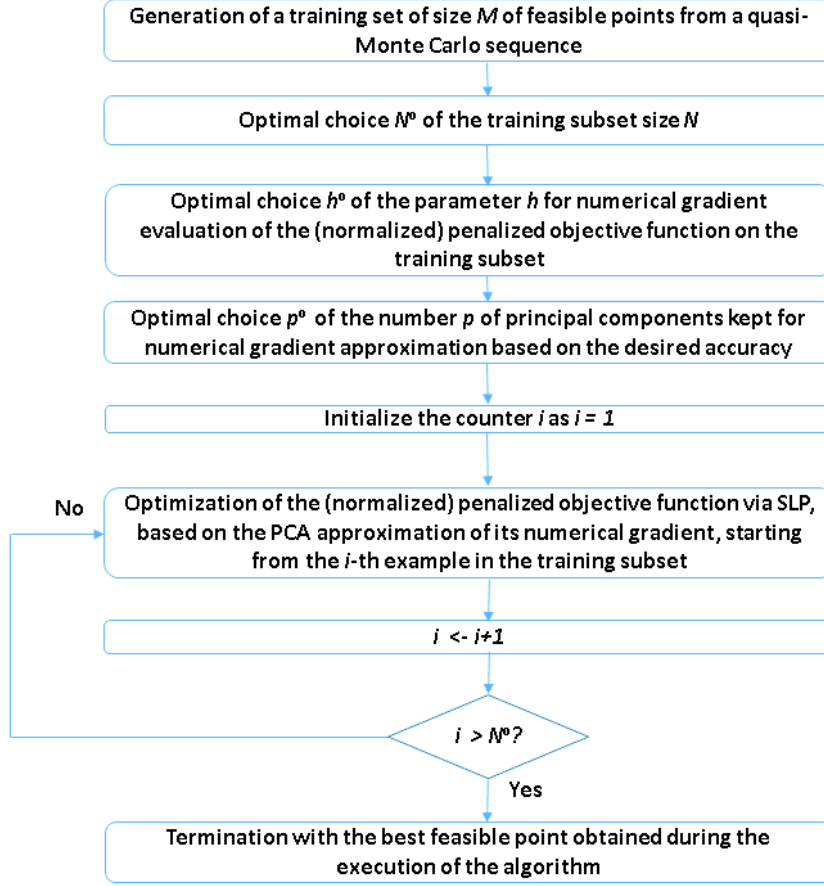 Generation of a training set of size M of feasible points from a quasi-
Monte Carlo sequence
Optimal choice Nº of the training subset size N
Optimal choice hº of the parameter h for numerical gradient
evaluation of the (normalized) penalized objective function on the
training subset
Optimal choice pº of the number p of principal components kept for
numerical gradient approximation based on the desired accuracy
Initialize the counter i as i = 1
No
Optimization of the (normalized) penalized objective function via SLP,
based on the PCA approximation of its numerical gradient, starting
from the i-th example in the training subset
i <- i+1
i > Nº?
Yes
Termination with the best feasible point obtained during the
execution of the algorithm